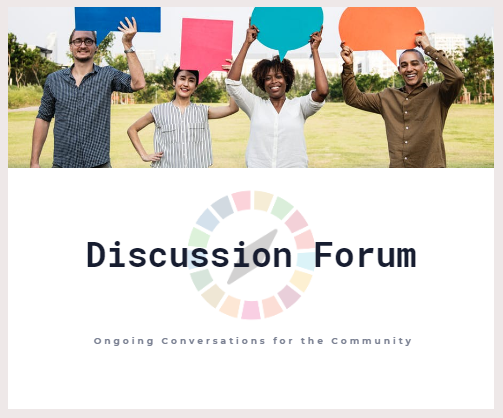 Discussion Forum
Ongoing Conversations for the Community